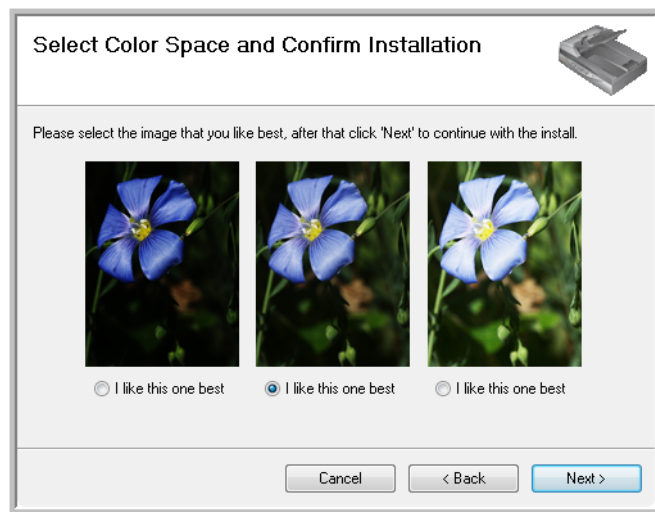 Select Color Space and Confirm Installation
Please select the image that you like best, after that click 'Next' to continue with the install.
I like this one best
I like this one best
I like this one best
Cancel
< Back
Next >